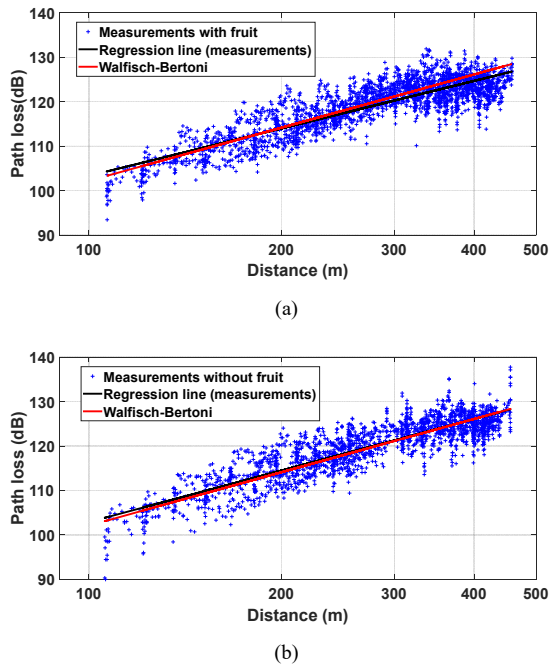 140
130
120
110
100
90
Path loss(dB)
Measurements with fruit
Regression line (measurements)
Walfisch-Bertoni
100 200 300 400 500
Distance (m)
(a)
140
130
120
110
100
90
Path loss (dB)
Measurements without fruit
Regression line (measurements)
Walfisch-Bertoni
100 200 300 400 500
Distance (m)
(b)